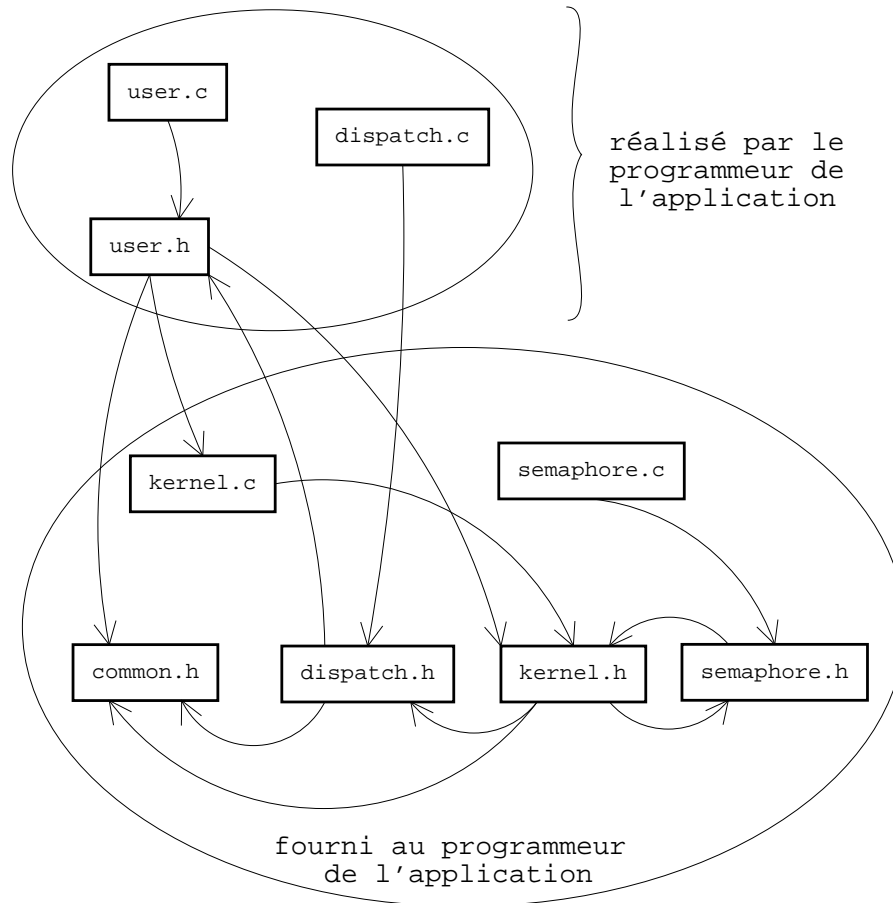 user.c
dispatch.c
réalisé par le
programmeur de
l'application
user.h
kernel.c
semaphore.c
common.h
dispatch.h
kernel.h
semaphore.h
fourni au programmeur
de l'application